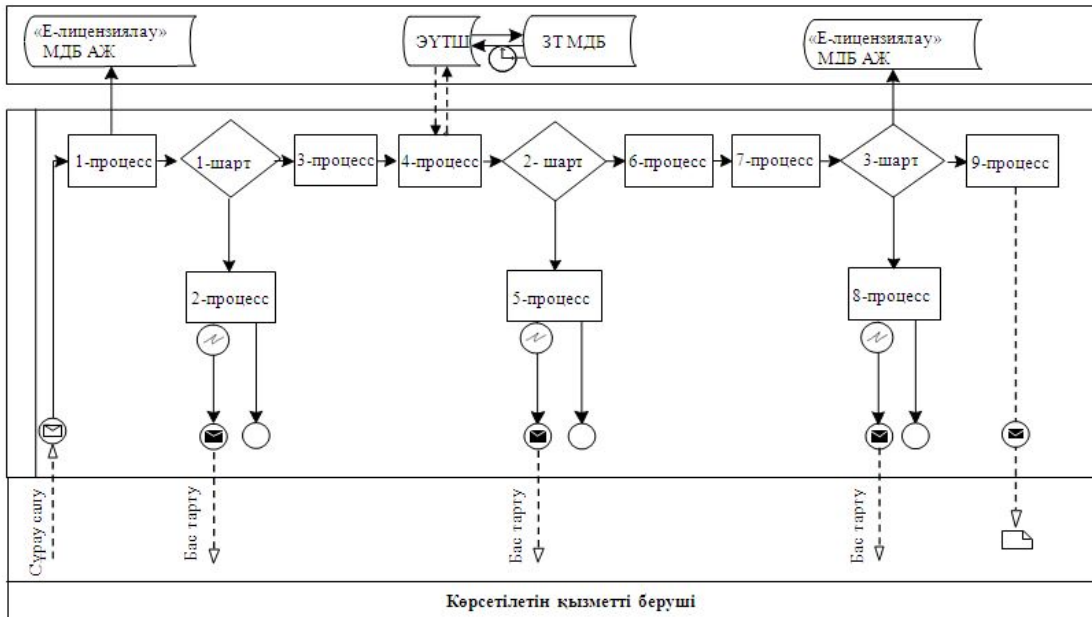 «Е-лицензиялау»
МДБ АЖ
ЭҮТШ
ЗТ МДБ
«Е-лицензиялау»
МДБ АЖ
1-процесс
1-шарт
3-процесс
4-процесс
2- шарт
6-процесс
7-процесс
3-шарт
9-процесс
2-процесс
5-процесс
8-процесс
Сұрау салу
Бас тарту
Бас тарту
Бас тарту
Көрсетілетін қызметті беруші